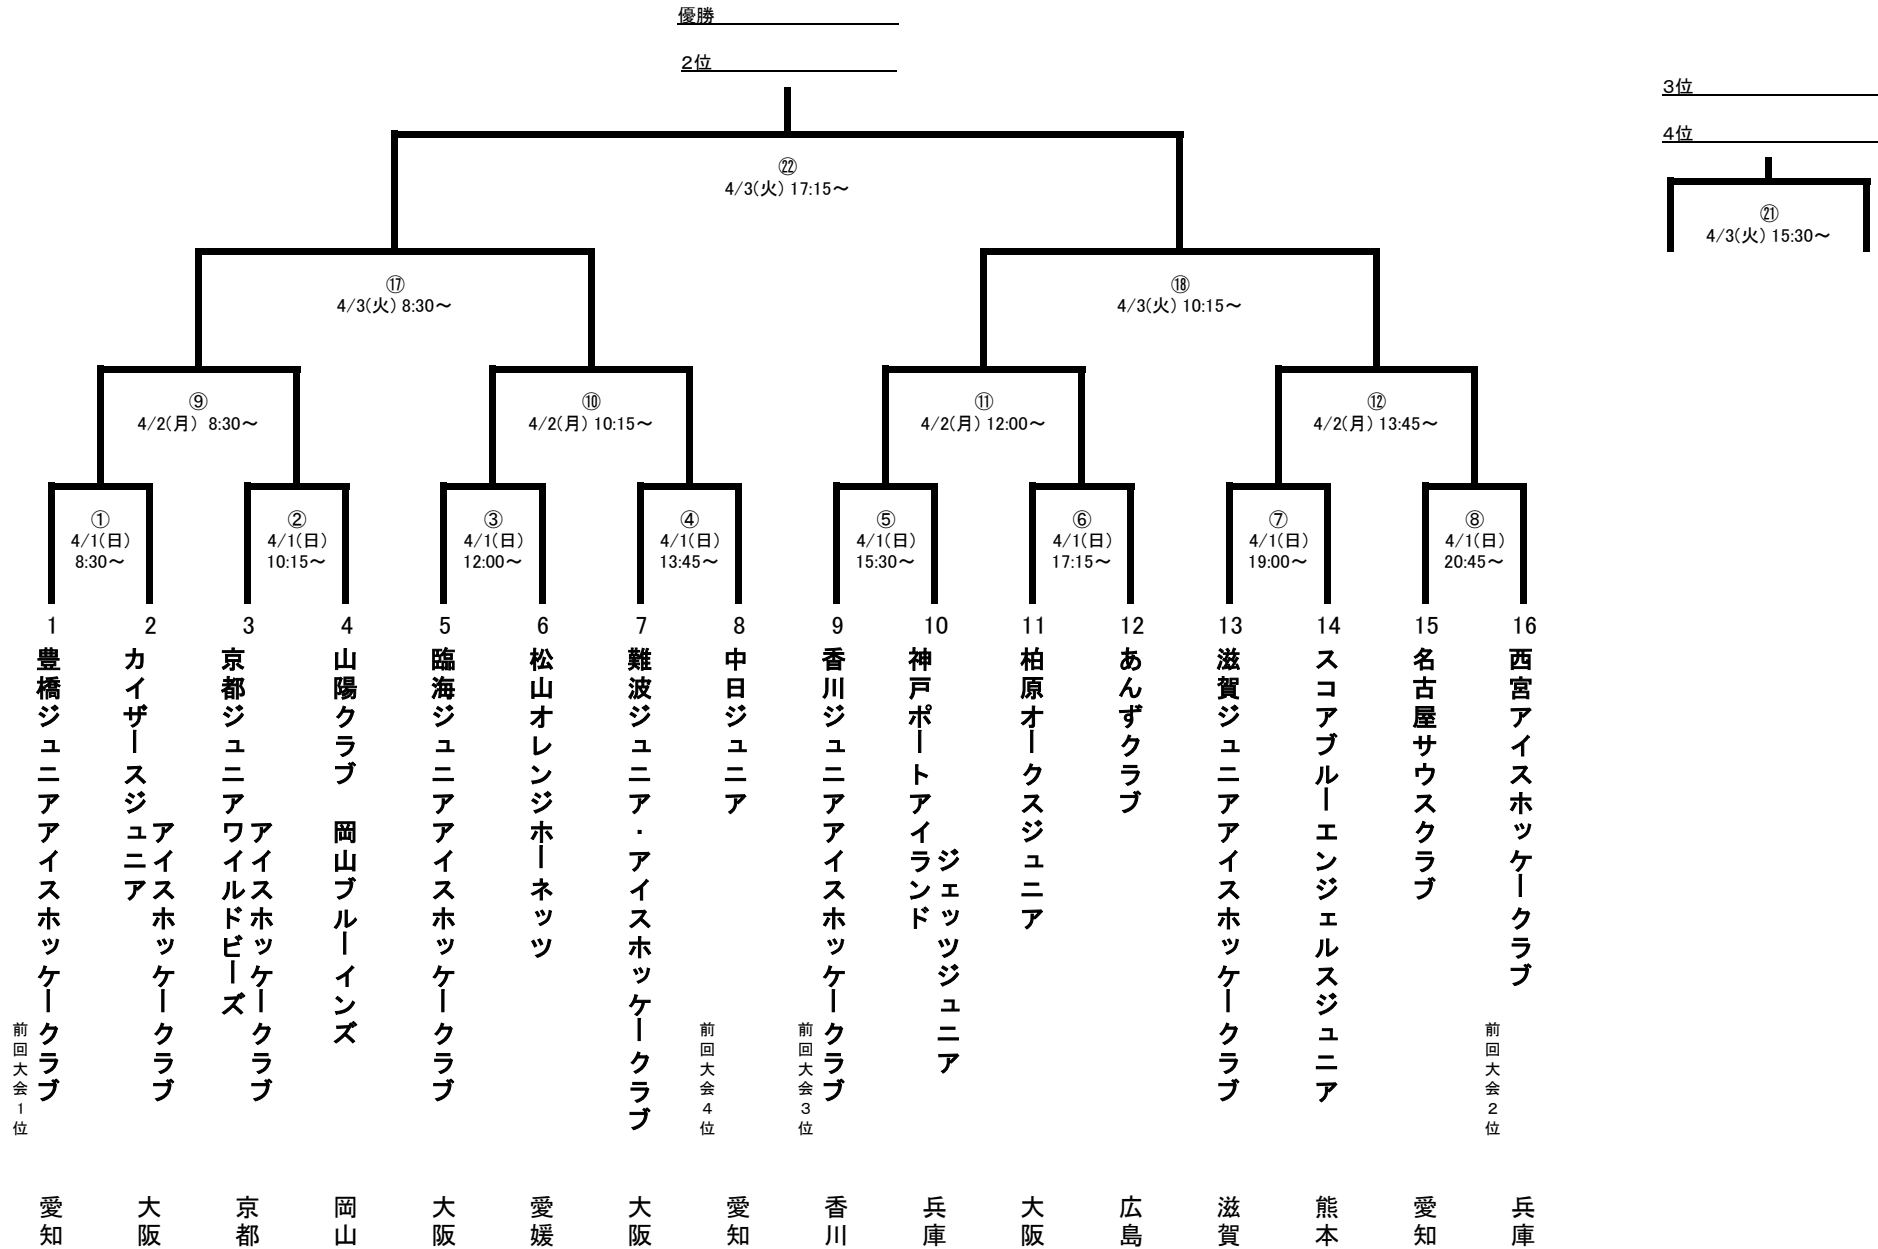 優勝
2位
3位
4位
㉒
4/3(火) 17:15～
㉑
4/3(火) 15:30～
⑰
4/3(火) 8:30～
⑱
4/3(火) 10:15～
⑨
4/2(月) 8:30～
⑩
4/2(月) 10:15～
⑪
4/2(月) 12:00～
⑫
4/2(月) 13:45～
①
4/1(日)
8:30～
②
4/1(日)
10:15～
③
4/1(日)
12:00～
④
4/1(日)
13:45～
⑤
4/1(日)
15:30～
⑥
4/1(日)
17:15～
⑦
4/1(日)
19:00～
⑧
4/1(日)
20:45～
1
豊橋ジュニアアイスホッケークラブ
前回大会1位
愛知
2
カイザースジュニア
アイスホッケークラブ
大阪
3
京都ジュニアワイルドビーズ
アイスホッケークラブ
京都
4
山陽クラブ 岡山ブルーインズ
岡山
5
臨海ジュニアアイスホッケークラブ
大阪
6
松山オレンジホーネッツ
愛媛
7
難波ジュニア・アイスホッケークラブ
大阪
8
中日ジュニア
前回大会4位
愛知
9
香川ジュニアアイスホッケークラブ
前回大会3位
香川
10
神戸ポートアイランド
ジェッツジュニア
兵庫
11
柏原オークスジュニア
大阪
12
あんずクラブ
広島
13
滋賀ジュニアアイスホッケークラブ
滋賀
14
スコアブルーエンジェルスジュニア
熊本
15
名古屋サウスクラブ
愛知
16
西宮アイスホッケークラブ
前回大会2位
兵庫